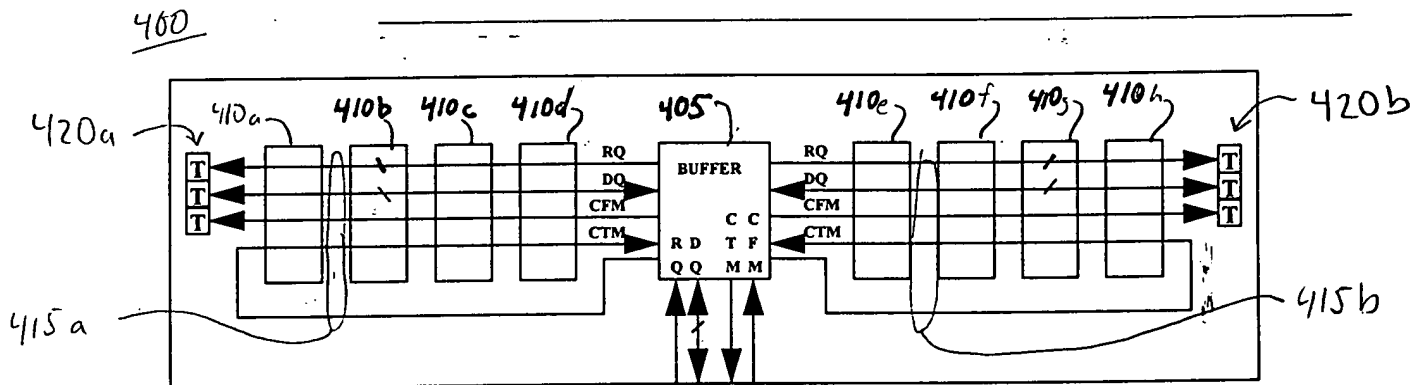 400
420a
410a
410b
410c
410d
405
410e
410f
410g
410h
420b
T
T
T
RQ
DQ
CFM
CTM
BUFFER
RQ
DQ
CFM
CTM
T
T
T
C C
R D T F
Q Q M M
415a
415b